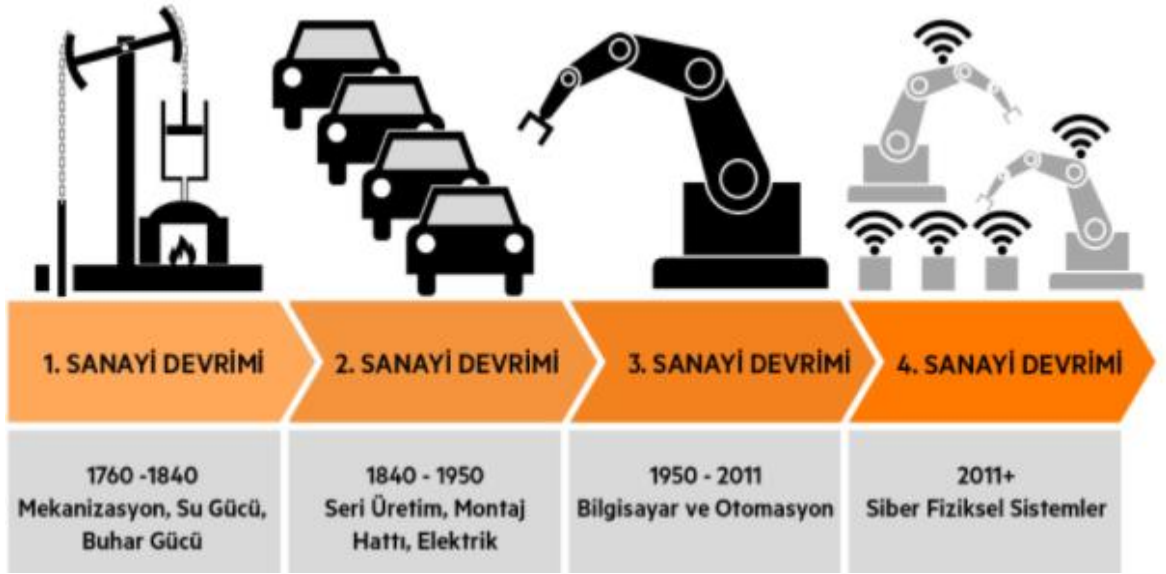 1. SANAYİ DEVRİMİ
2. SANAYİ DEVRİMİ
3. SANAYİ DEVRİMİ
4. SANAYİ DEVRİMİ
1760 -1840
Mekanizasyon, Su Gücü,
Buhar Gücü
1840 - 1950
Seri Üretim, Montaj
Hattı, Elektrik
1950 - 2011
Bilgisayar ve Otomasyon
2011+
Siber Fiziksel Sistemler